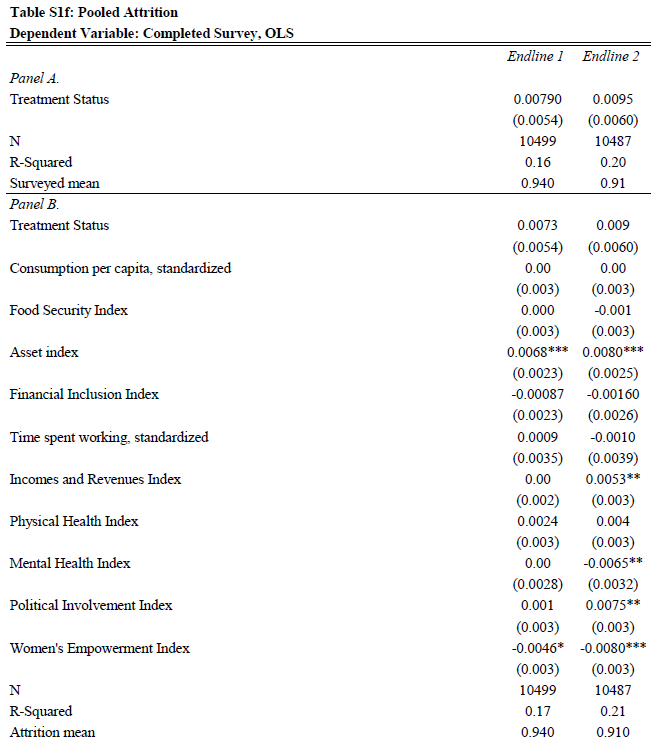 Table S1f: Pooled Attrition
Dependent Variable: Completed Survey, OLS
Endline 1 Endline 2
Panel A.
Treatment Status 0.00790 0.0095
(0.0054) (0.0060)
N 10499 10487
R-Squared 0.16 0.20
Surveyed mean 0.940 0.91
Panel B.
Treatment Status 0.0073 0.009
(0.0054) (0.0060)
Consumption per capita, standardized 0.00 0.00
(0.003) (0.003)
Food Security Index 0.000 -0.001
(0.003) (0.003)
Asset index 0.0068*** 0.0080***
(0.0023) (0.0025)
Financial Inclusion Index -0.00087 -0.00160
(0.0023) (0.0026)
Time spent working, standardized 0.0009 -0.0010
(0.0035) (0.0039)
Incomes and Revenues Index 0.00 0.0053**
(0.002) (0.003)
Physical Health Index 0.0024 0.004
(0.003) (0.003)
Mental Health Index 0.00 -0.0065**
(0.0028) (0.0032)
Political Involvement Index 0.001 0.0075**
(0.003) (0.003)
Women's Empowerment Index -0.0046* -0.0080***
(0.003) (0.003)
N 10499 10487
R-Squared 0.17 0.21
Attrition mean 0.940 0.910